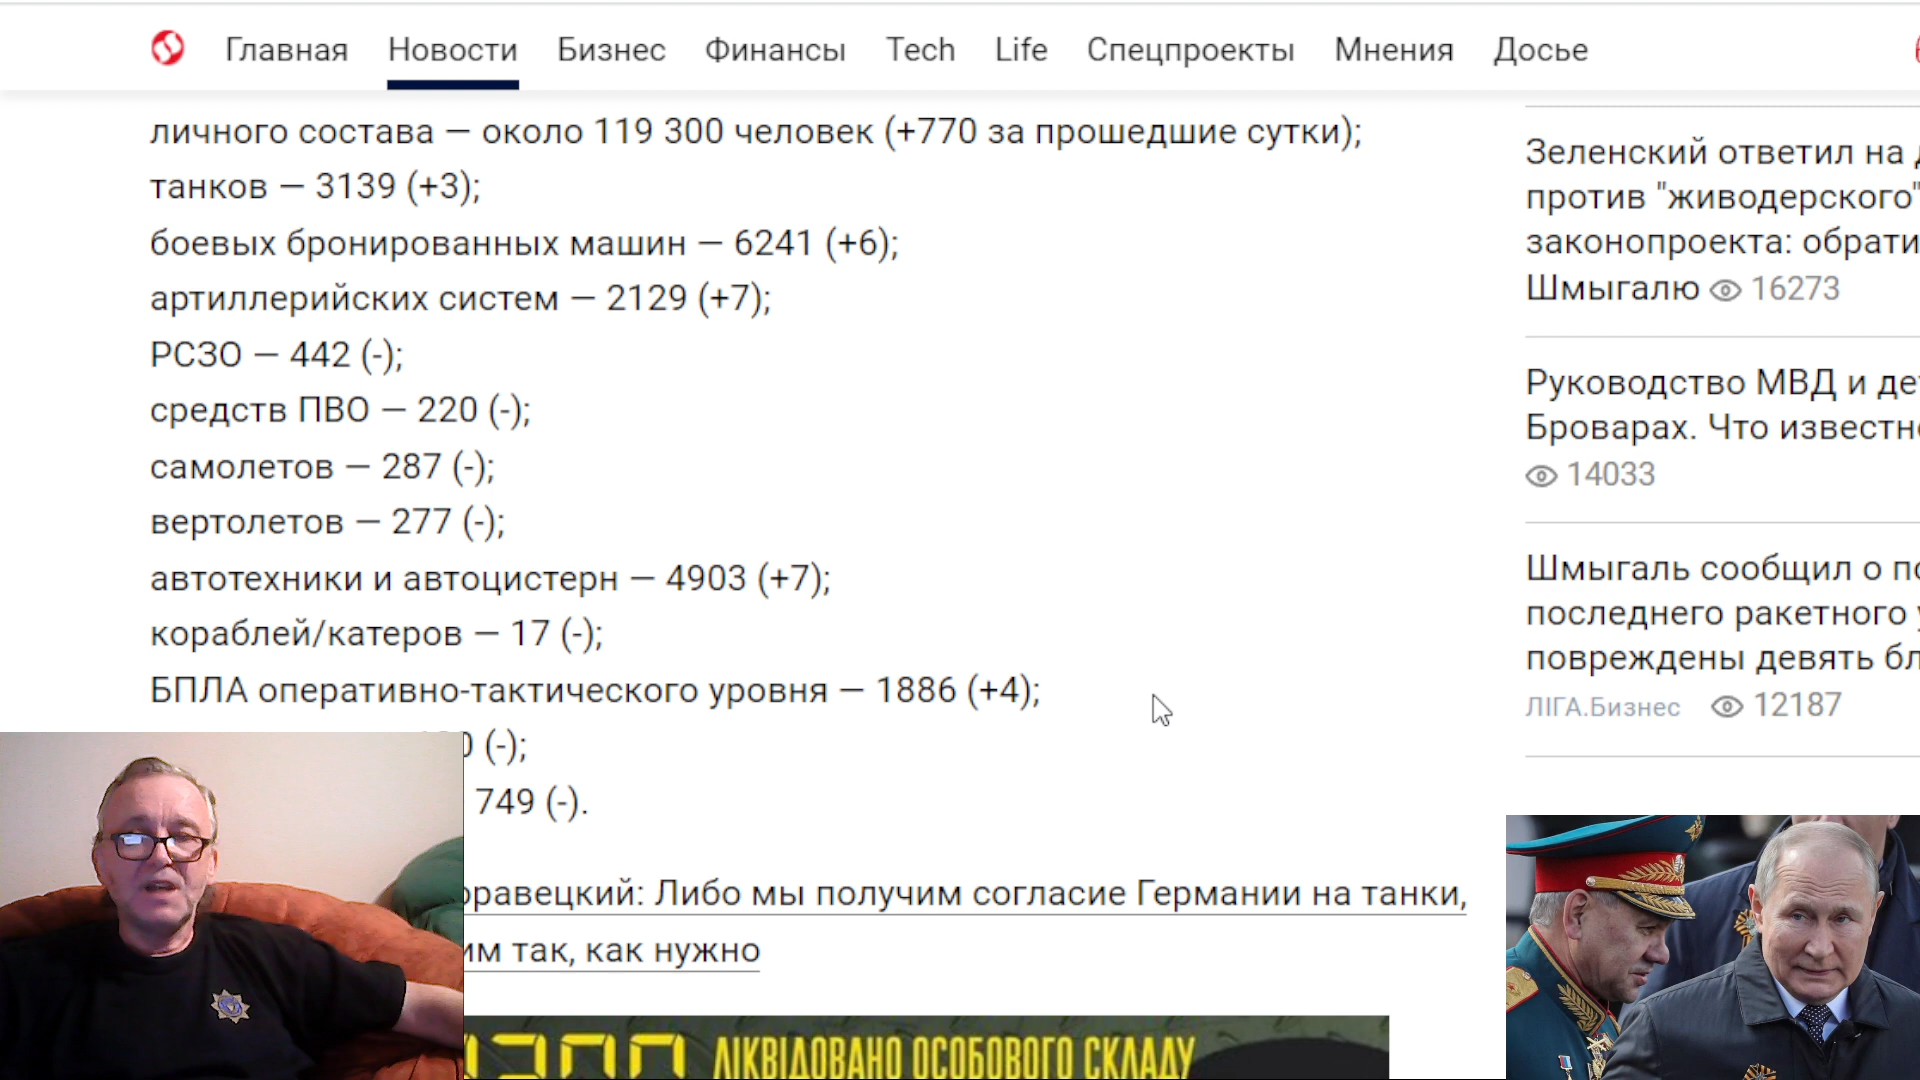 Главная Новости Бизнес Финансы Tech Life Спецпроекты Мнения Досье
личного состава — около 119 300 человек (+770 за прошедшие сутки);
танков — 3139 (+3);
боевых бронированных машин — 6241 (+6);
артиллерийских систем — 2129 (+7);
РСЗО — 442 (-);
средств ПВО — 220 (-);
самолетов — 287 (-);
вертолетов — 277 (-);
автотехники и автоцистерн — 4903 (+7);
кораблей/катеров — 17 (-);
БПЛА оперативно-тактического уровня — 1886 (+4);
0 (-);
749 (-).
оравецкий: Либо мы получим согласие Германии на танки,
им так, как нужно
ЛІКВІДОВАНО ОСОБОВОГО СКЛАДУ
Зеленский ответил на
против "живодерского"
законопроекта: обрати
Шмыгалю 16273
Руководство МВД и де
Броварах. Что известн
14033
Шмыгаль сообщил о по
последнего ракетного
повреждены девять бл
ЛІГА.Бизнес 12187